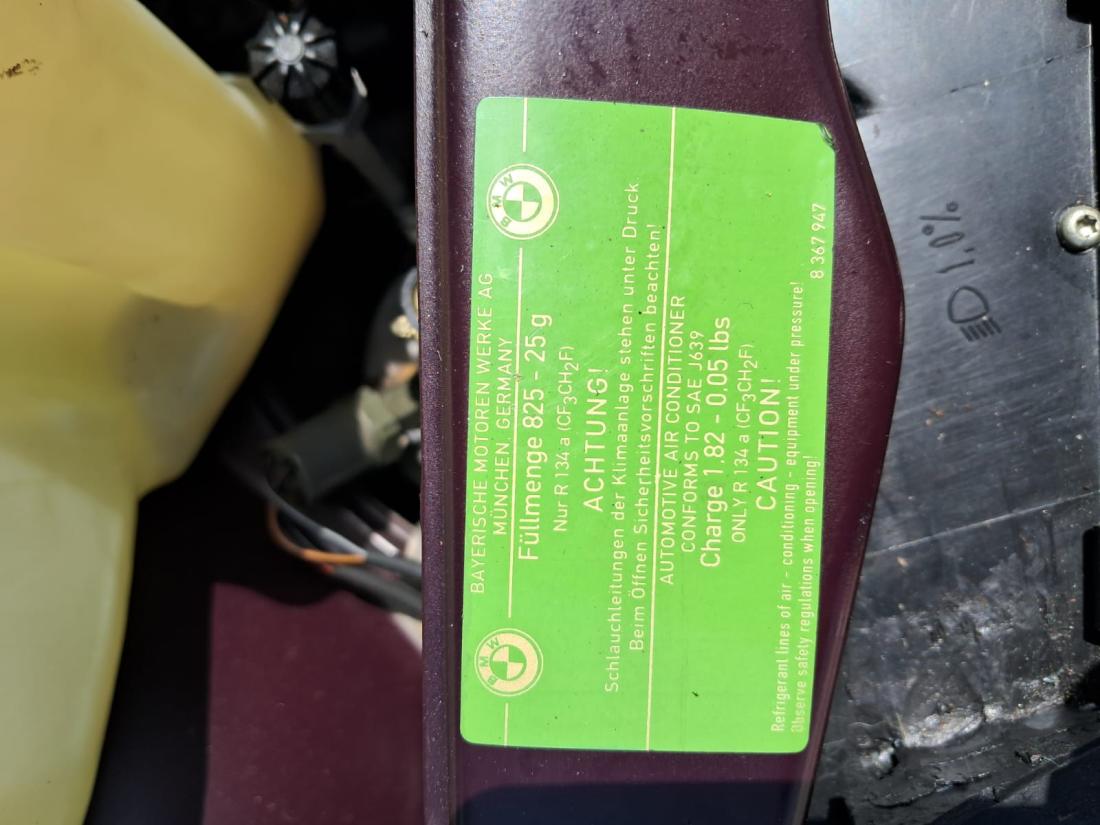 BMW
BMW
BAYERISCHE MOTOREN WERKE AG
MÜNCHEN, GERMANY
Füllmenge 825 - 25 g
Nur R 134 a (CF₃CH₂F)
ACHTUNG!
Schlauchleitungen der Klimaanlage stehen unter Druck
Beim Öffnen Sicherheitsvorschriften beachten!
AUTOMOTIVE AIR CONDITIONER
CONFORMS TO SAE J639
Charge 1.82 - 0,05 lbs
ONLY R 134 a (CF₃CH₂F)
CAUTION!
Refrigerant lines of air - conditioning - equipment under pressure!
Observe safety regulations when opening!
8 367 947
1,0%